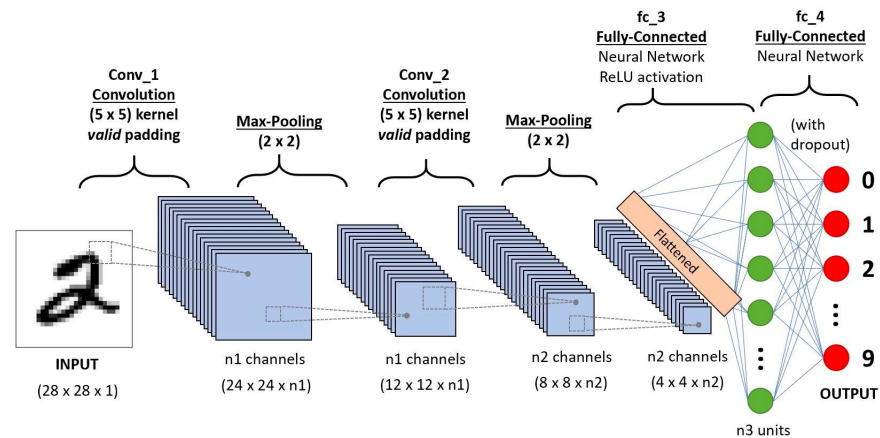 fc_3
Fully-Connected
Neural Network
ReLU activation
fc_4
Fully-Connected
Neural Network
Conv_1
Convolution
(5 x 5) kernel
valid padding
Max-Pooling
(2 x 2)
Conv_2
Convolution
(5 x 5) kernel
valid padding
Max-Pooling
(2 x 2)
(with
dropout)
Flattened
0
1
2
9
INPUT
(28 x 28 x 1)
n1 channels
(24 x 24 x n1)
n1 channels
(12 x 12 x n1)
n2 channels
(8 x 8 x n2)
n2 channels
(4 x 4 x n2)
OUTPUT
n3 units
2